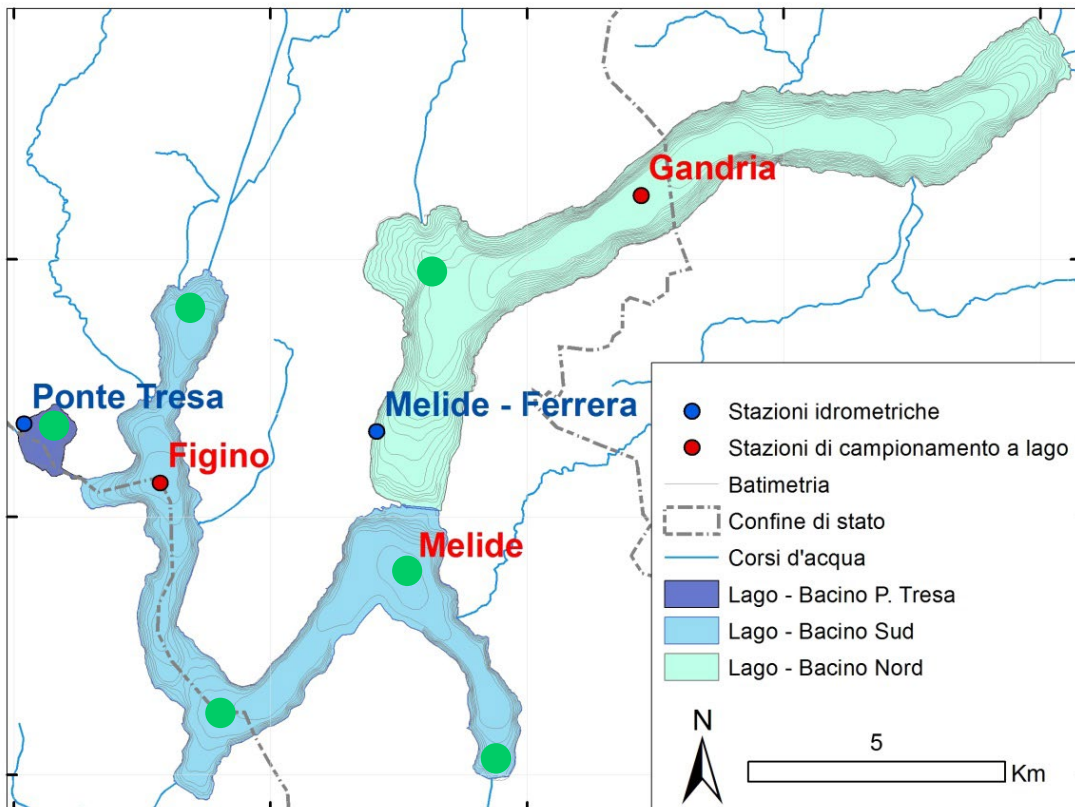 Gandria
Ponte Tresa
Melide - Ferrera
Figino
Melide
Stazioni idrometriche
Stazioni di campionamento a lago
Batimetria
Confine di stato
Corsi d'acqua
Lago - Bacino P. Tresa
Lago - Bacino Sud
Lago - Bacino Nord
N
5
Km